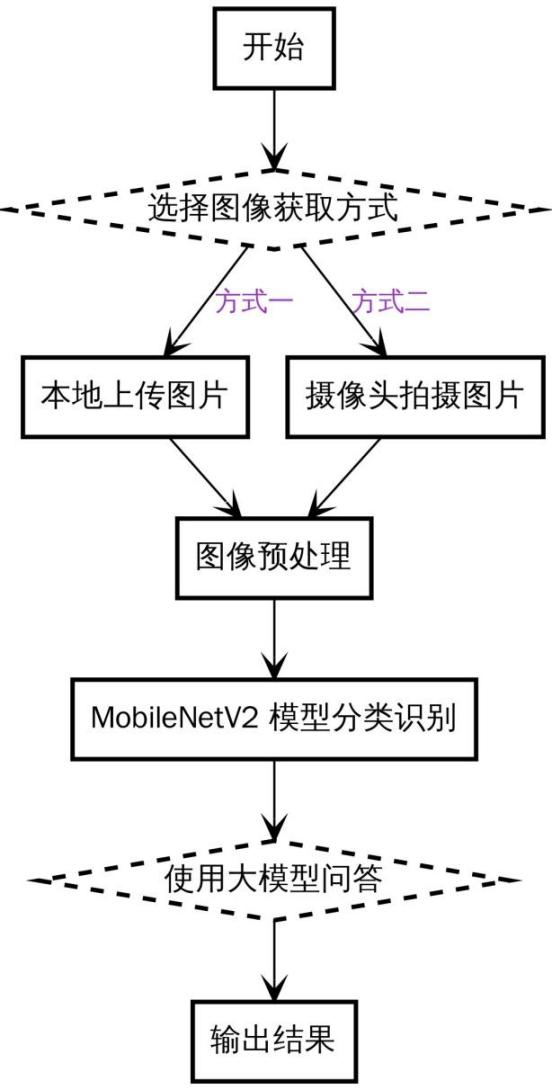 开始
选择图像获取方式
方式一
方式二
本地上传图片
摄像头拍摄图片
图像预处理
MobileNetV2 模型分类识别
使用大模型问答
输出结果